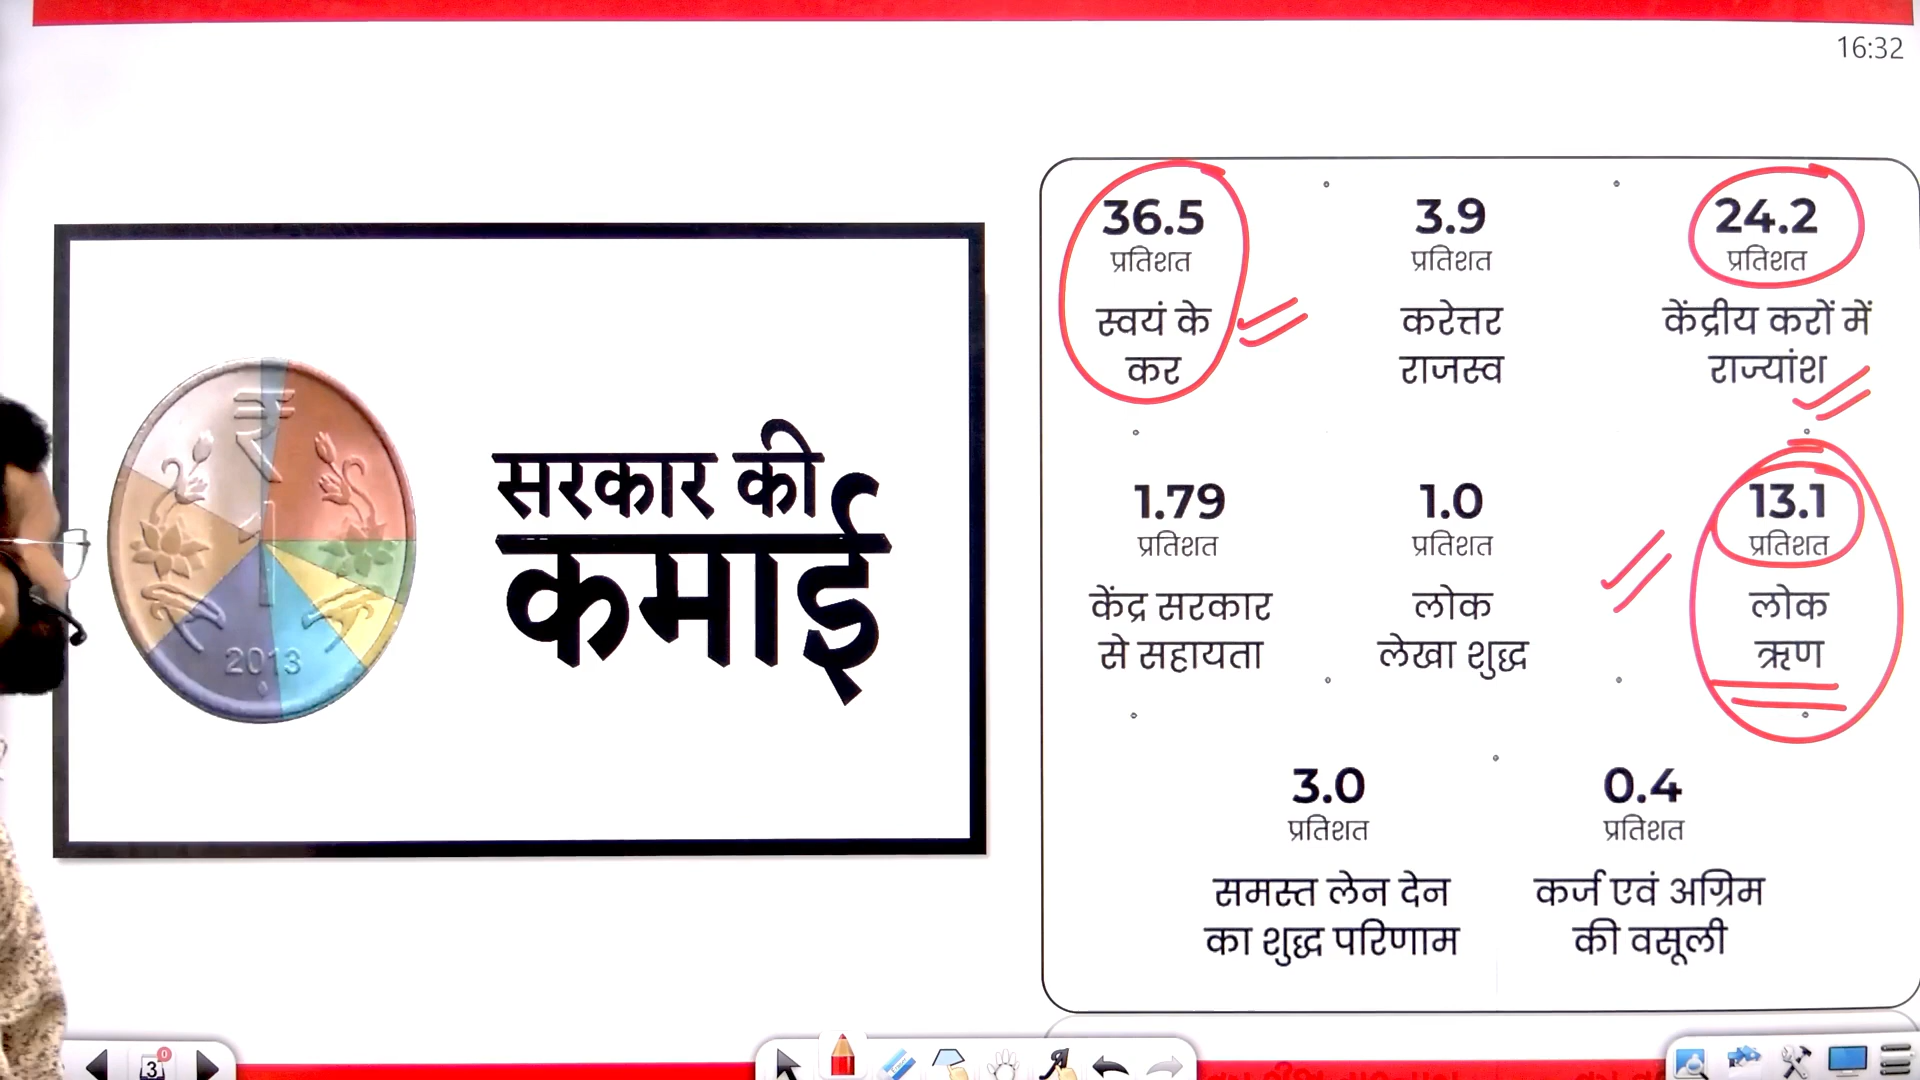 16:32
सरकार की
कमाई
2013
36.5
प्रतिशत
स्वयं के
कर
3.9
प्रतिशत
करेत्तर
राजस्व
24.2
प्रतिशत
केंद्रीय करों में
राज्यांश
1.79
प्रतिशत
केंद्र सरकार
से सहायता
1.0
प्रतिशत
लोक
लेखा शुद्ध
13.1
प्रतिशत
लोक
ऋण
3.0
प्रतिशत
समस्त लेन देन
का शुद्ध परिणाम
0.4
प्रतिशत
कर्ज एवं अग्रिम
की वसूली
3
0